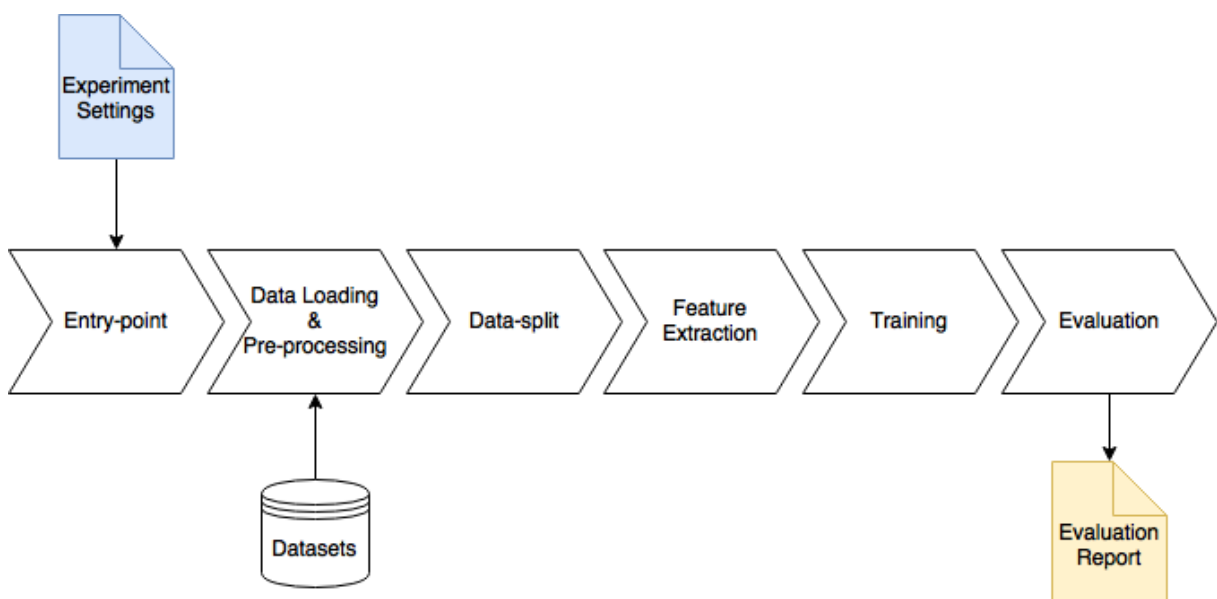 Experiment
Settings
Entry-point
Data Loading
&
Pre-processing
Data-split
Feature
Extraction
Training
Evaluation
Datasets
Evaluation
Report